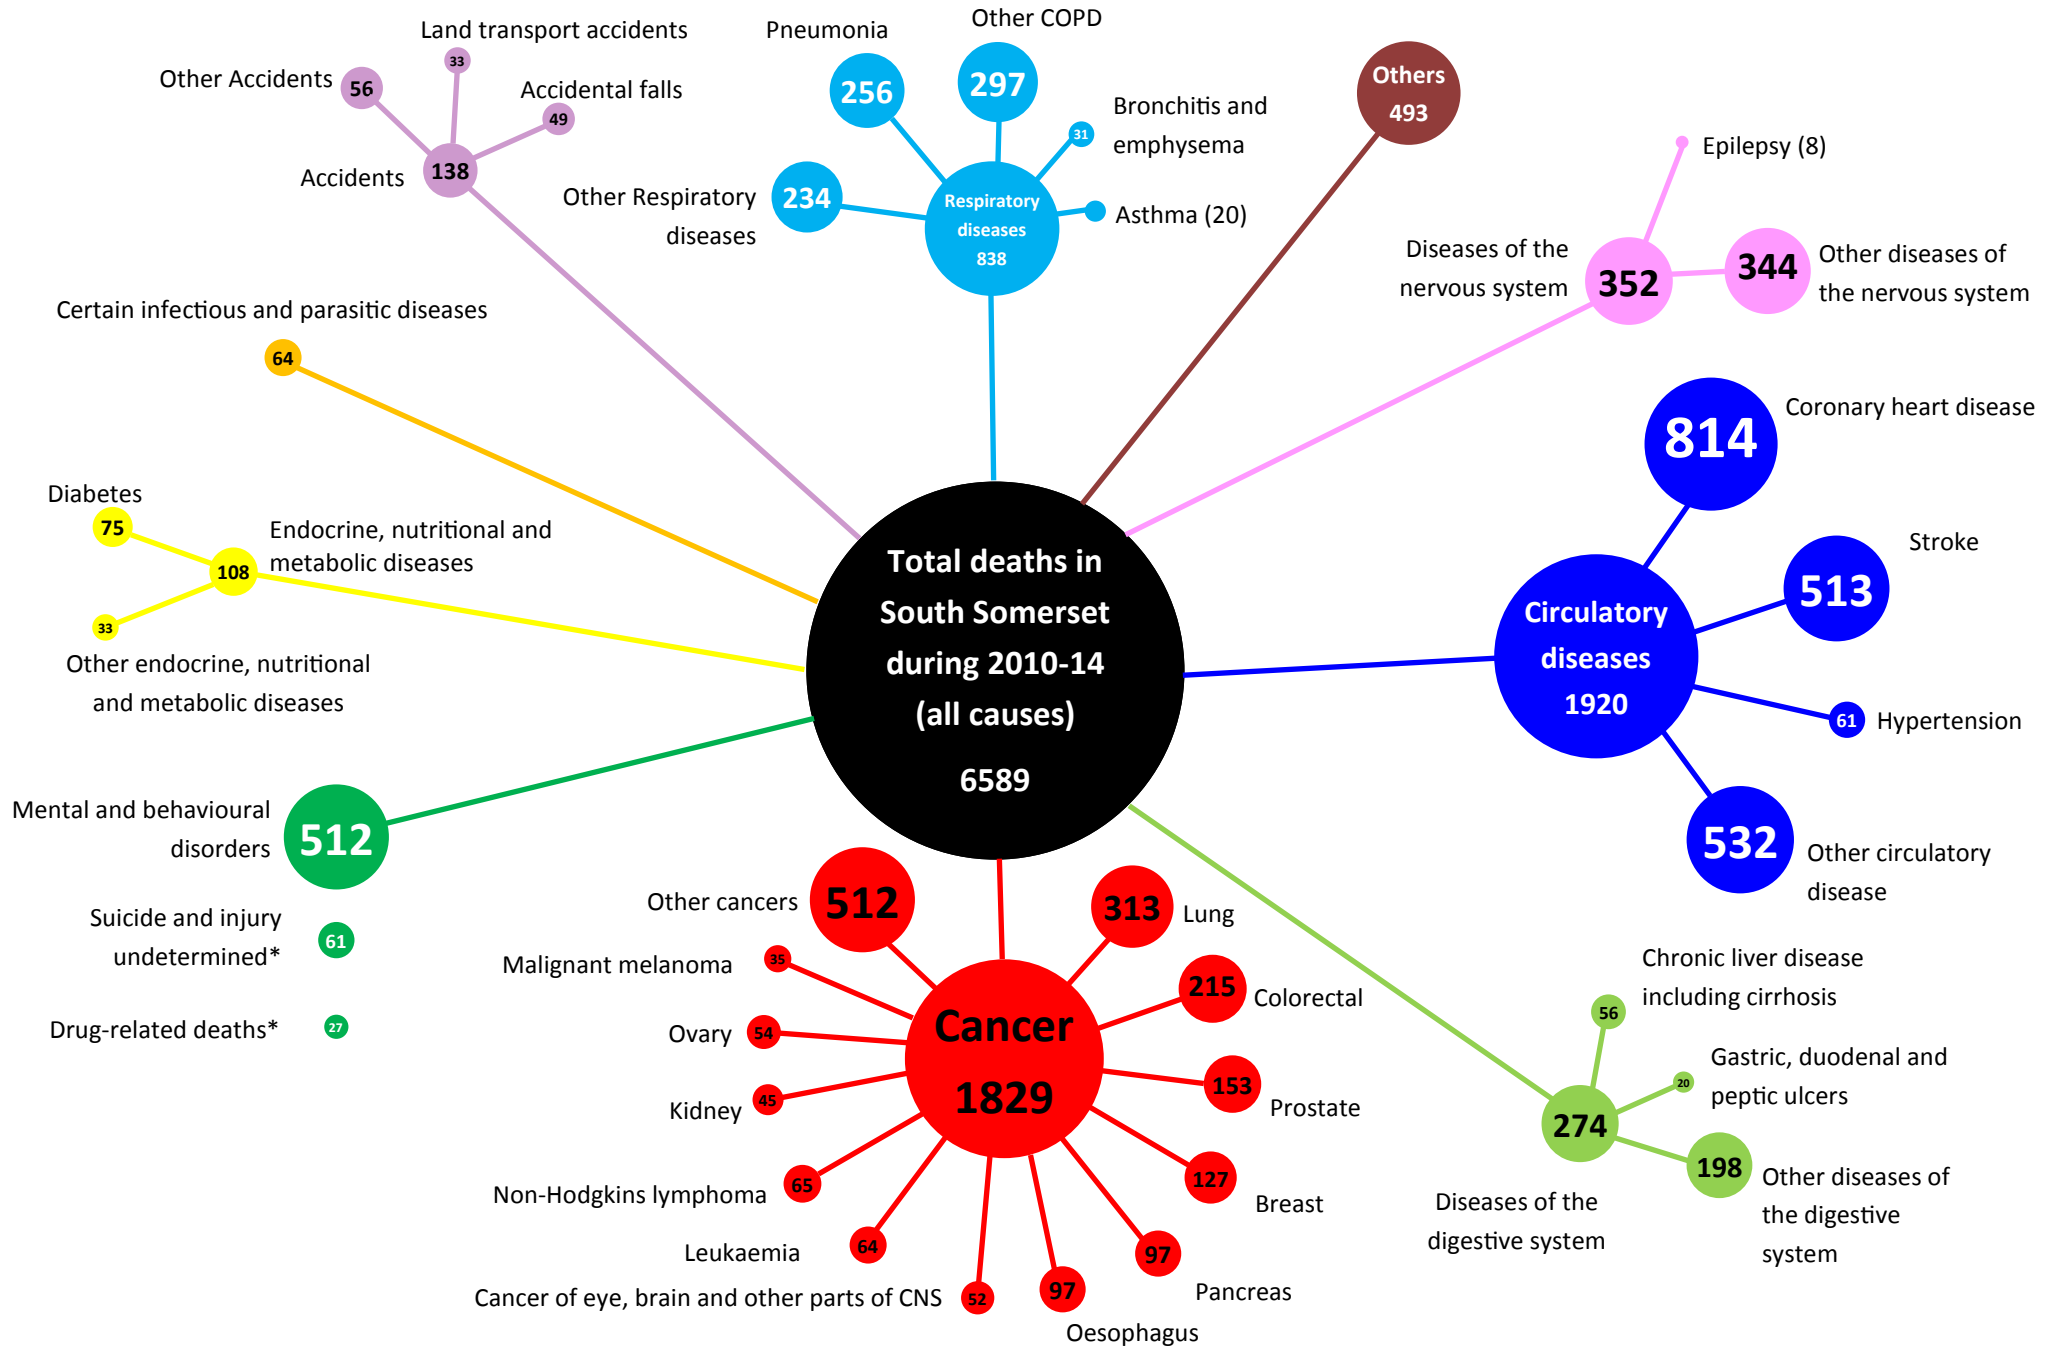 Land transport accidents
33
Other Accidents
56
Accidental falls
49
Accidents
138
Pneumonia
256
Other COPD
297
Bronchitis and
emphysema
31
Other Respiratory
diseases
234
Respiratory
diseases
838
Asthma (20)
Others
493
Epilepsy (8)
Diseases of the
nervous system
352
344
Other diseases of
the nervous system
Certain infectious and parasitic diseases
64
Coronary heart disease
814
Stroke
513
Circulatory
diseases
1920
61
Hypertension
532
Other circulatory
disease
Diabetes
75
Endocrine, nutritional and
metabolic diseases
108
33
Other endocrine, nutritional
and metabolic diseases
Total deaths in
South Somerset
during 2010-14
(all causes)
6589
Mental and behavioural
disorders
512
Suicide and injury
undetermined*
61
Drug-related deaths*
27
Other cancers
512
313
Lung
Malignant melanoma
35
215
Colorectal
Ovary
54
Cancer
1829
153
Prostate
Kidney
45
127
Breast
Non-Hodgkins lymphoma
65
Leukaemia
64
97
Pancreas
Cancer of eye, brain and other parts of CNS
52
97
Oesophagus
Chronic liver disease
including cirrhosis
56
Gastric, duodenal and
peptic ulcers
20
274
198
Diseases of the
digestive system
Other diseases of
the digestive
system